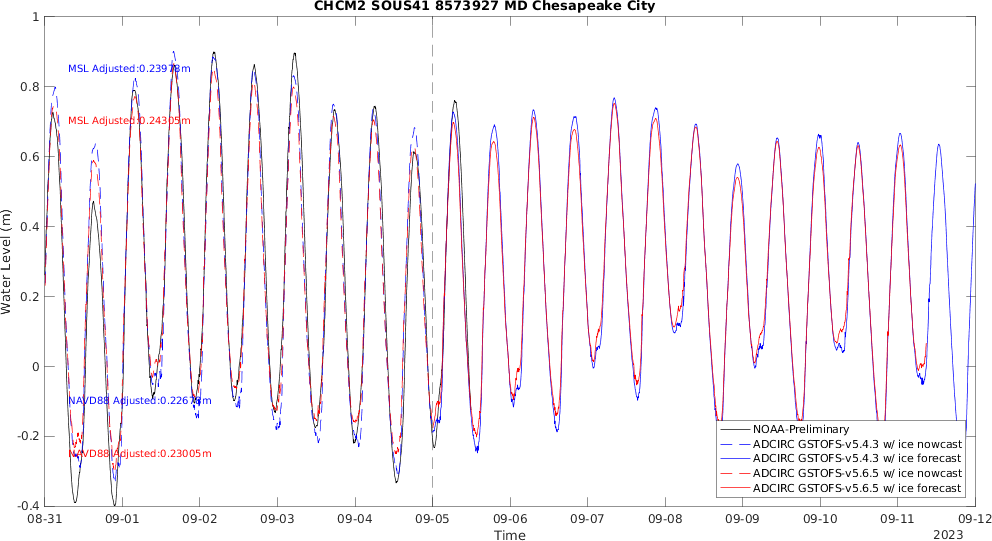 CHCM2 SOUS41 8573927 MD Chesapeake City
1
0.8
0.6
0.4
0.2
0
-0.2
-0.4
Water Level (m)
MSL Adjusted:0.23973m
MSL Adjusted:0.24305m
NAVD88 Adjusted:0.22673m
NAVD88 Adjusted:0.23005m
NOAA-Preliminary
ADCIRC GSTOFS-v5.4.3 w/ ice nowcast
ADCIRC GSTOFS-v5.4.3 w/ ice forecast
ADCIRC GSTOFS-v5.6.5 w/ ice nowcast
ADCIRC GSTOFS-v5.6.5 w/ ice forecast
08-31 09-01 09-02 09-03 09-04 09-05 09-06 09-07 09-08 09-09 09-10 09-11 09-12
Time
2023